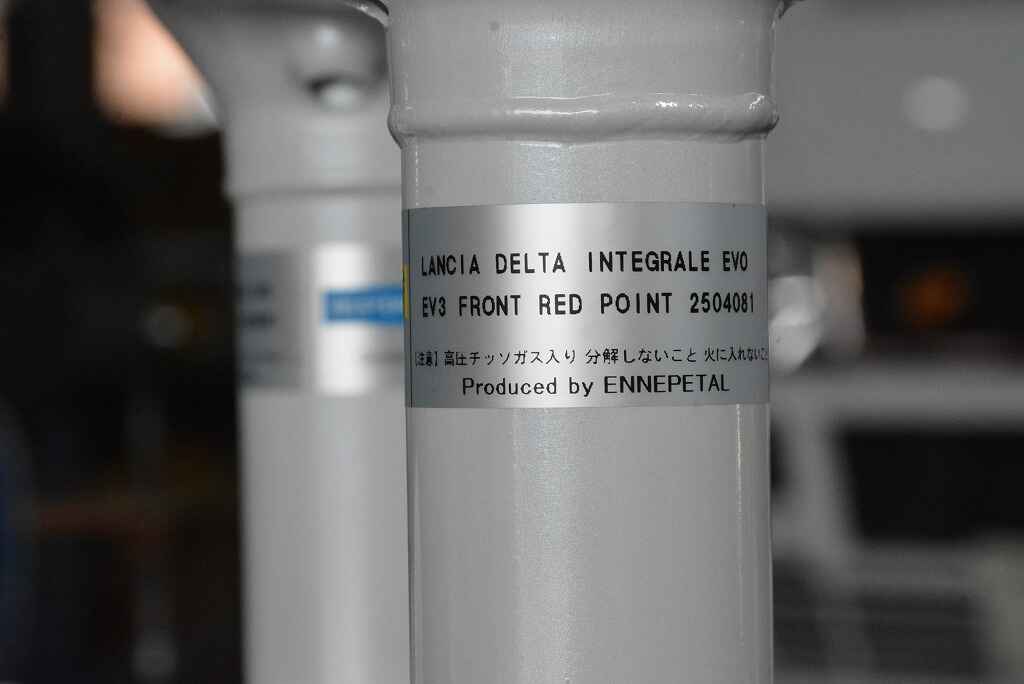 LANCIA DELTA INTEGRALE EVO
EV3 FRONT RED POINT 2504081
【注意】高圧チッソガス入り 分解しないこと 火に入れないこと
Produced by ENNEPETAL